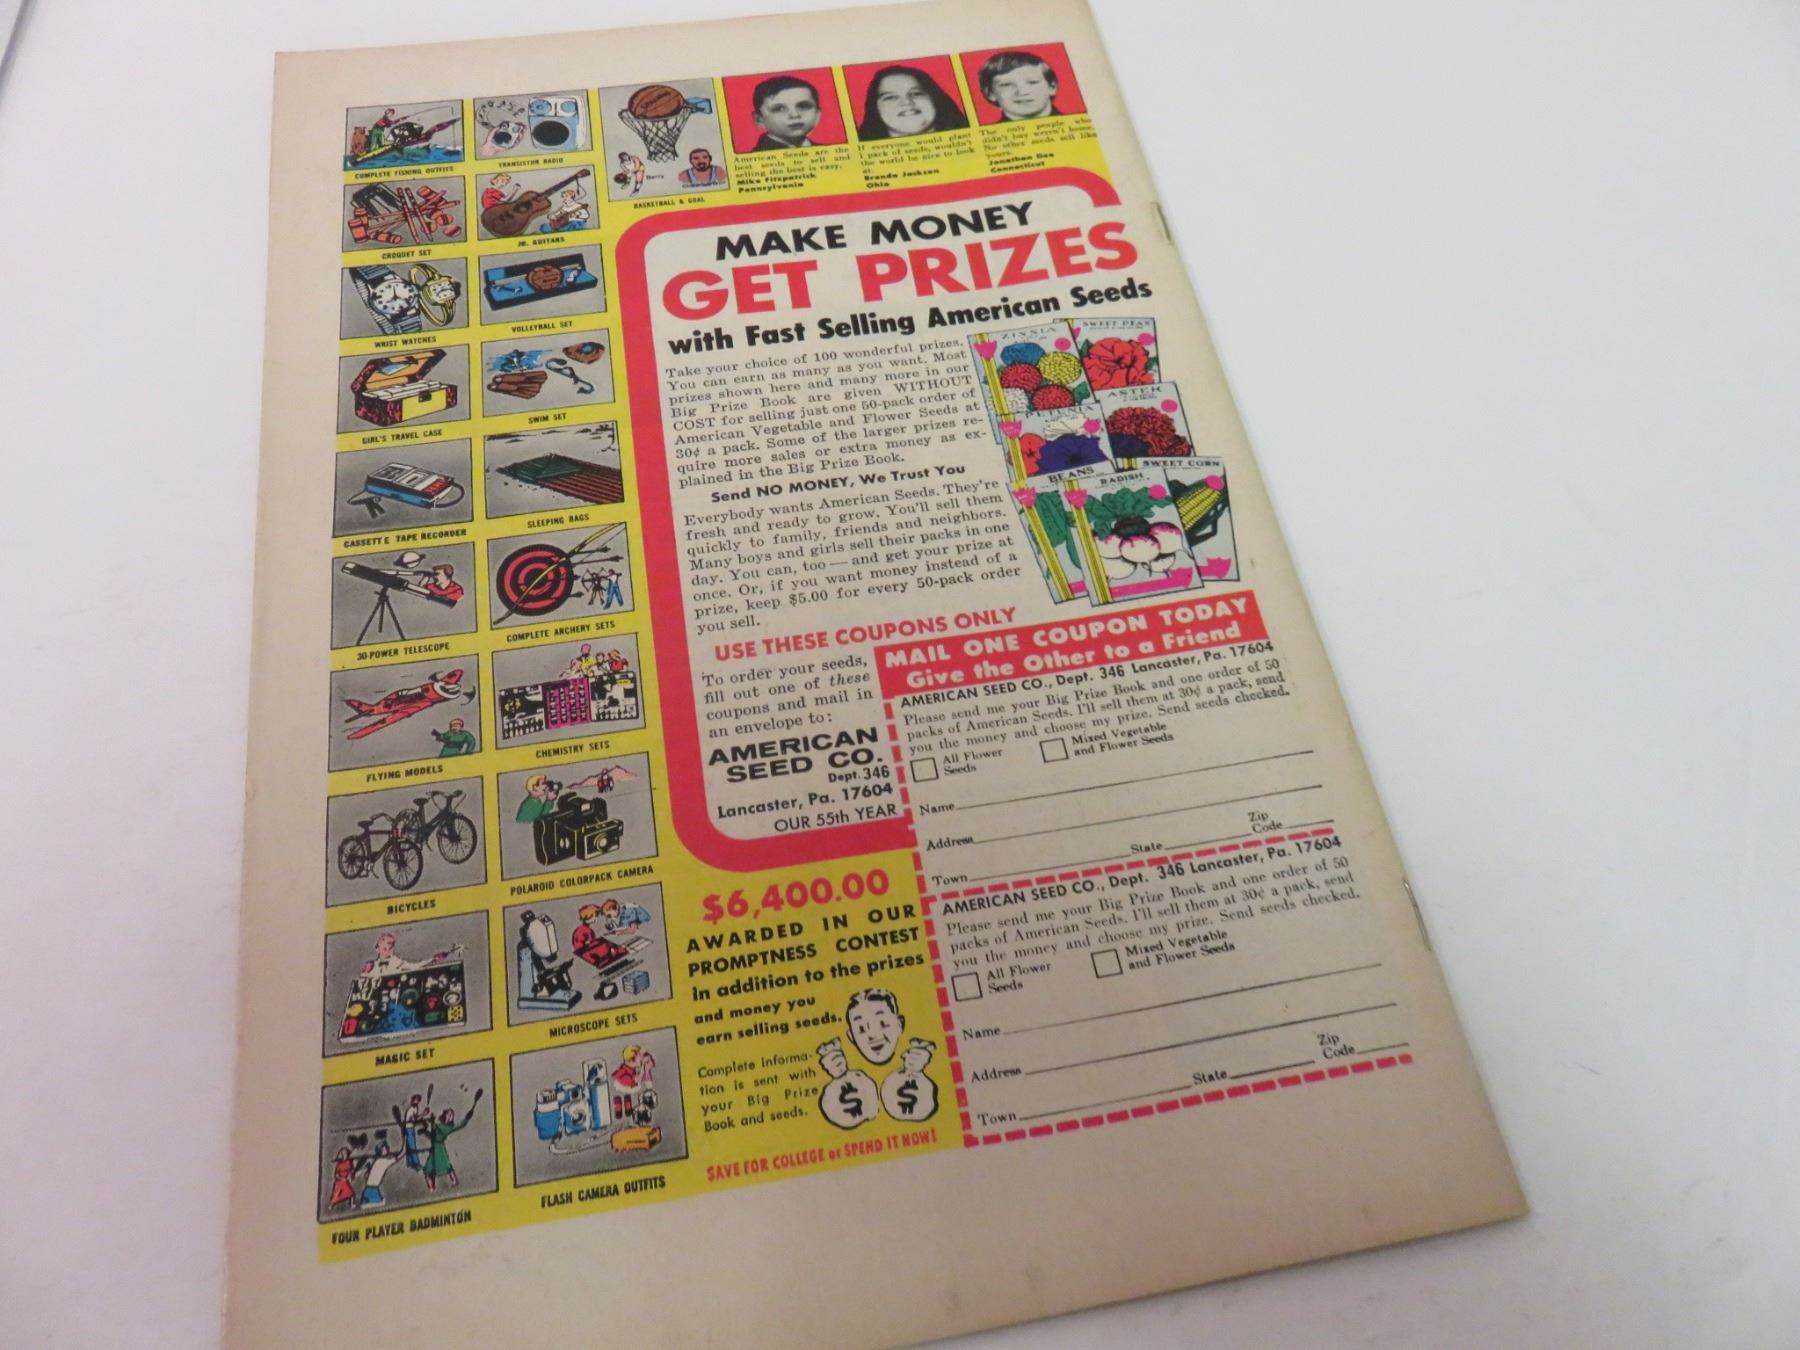 COMPLETE FISHING OUTFITS
TRANSISTOR RADIO
BASKETBALL & GOAL
Barry
CROQUET SET
JR. GUITARS
WRIST WATCHES
VOLLEYBALL SET
GIRL'S TRAVEL CASE
SWIM SET
CASSETTE TAPE RECORDER
SLEEPING BAGS
30-POWER TELESCOPE
COMPLETE ARCHERY SETS
FLYING MODELS
CHEMISTRY SETS
BICYCLES
POLAROID COLORPACK CAMERA
MAGIC SET
MICROSCOPE SETS
FOUR PLAYER BADMINTON
FLASH CAMERA OUTFITS
American Seeds are the
best seeds to sell and
selling the best is easy.
Mike Fitzpatrick
Pennsylvania
If everyone would plant
1 pack of seeds, wouldn't
the world be nice to look
at.
Brenda Jackson
Ohio
The only people who
didn't buy weren't home.
No other seeds sell like
yours.
Jonathan Dea
Connecticut
MAKE MONEY
GET PRIZES
with Fast Selling American Seeds
Take your choice of 100 wonderful prizes.
You can earn as many as you want. Most
prizes shown here and many more in our
Big Prize Book are given WITHOUT
COST for selling just one 50-pack order of
American Vegetable and Flower Seeds at
30¢ a pack. Some of the larger prizes re-
quire more sales or extra money as ex-
plained in the Big Prize Book.
Send NO MONEY, We Trust You
Everybody wants American Seeds. They're
fresh and ready to grow. You'll sell them
quickly to family, friends and neighbors.
Many boys and girls sell their packs in one
day. You can, too — and get your prize at
once. Or, if you want money instead of a
prize, keep $5.00 for every 50-pack order
you sell.
ZINNIA
SWEET PEAS
ASTER
PETUNIA
BEANS
SWEET CORN
RADISH
USE THESE COUPONS ONLY
To order your seeds,
fill out one of these
coupons and mail in
an envelope to:
AMERICAN
SEED CO.
Dept. 346
Lancaster, Pa. 17604
OUR 55th YEAR
MAIL ONE COUPON TODAY
Give the Other to a Friend
AMERICAN SEED CO., Dept. 346 Lancaster, Pa. 17604
Please send me your Big Prize Book and one order of 50
packs of American Seeds. I'll sell them at 30¢ a pack, send
you the money and choose my prize. Send seeds checked.
All Flower
Seeds
Mixed Vegetable
and Flower Seeds
Name
Address
Zip
Town State Code
AMERICAN SEED CO., Dept. 346 Lancaster, Pa. 17604
Please send me your Big Prize Book and one order of 50
packs of American Seeds. I'll sell them at 30¢ a pack, send
you the money and choose my prize. Send seeds checked.
All Flower
Seeds
Mixed Vegetable
and Flower Seeds
Name
Address
Zip
Town State Code
$6,400.00
AWARDED IN OUR
PROMPTNESS CONTEST
in addition to the prizes
and money you
earn selling seeds.
Complete informa-
tion is sent with
your Big Prize
Book and seeds.
$ $
SAVE FOR COLLEGE or SPEND IT NOW!